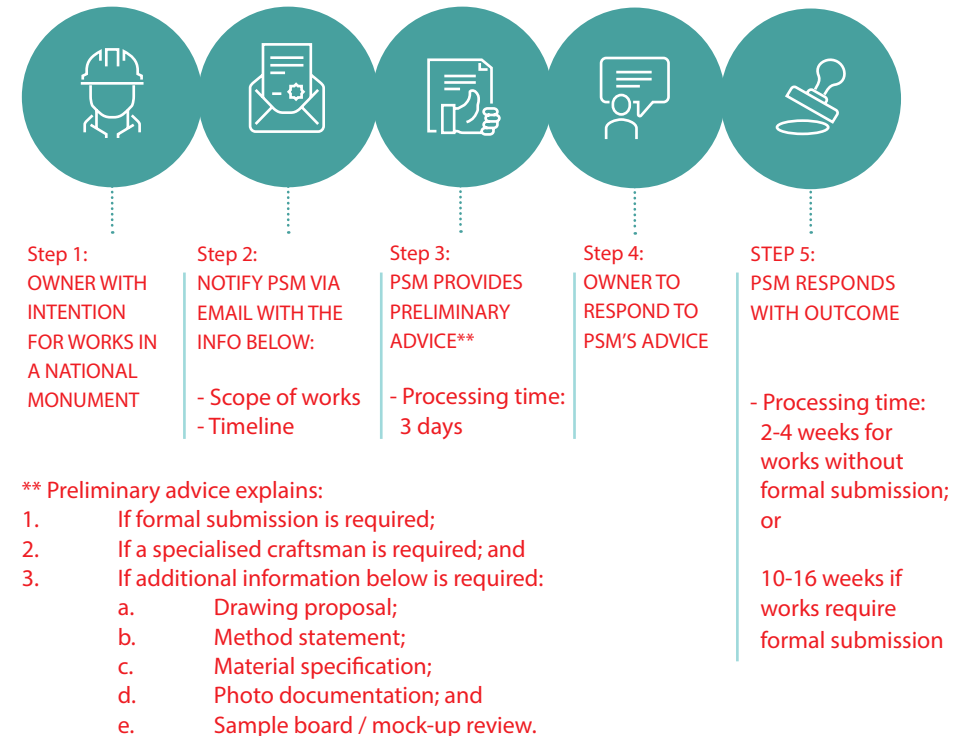 Step 1:
OWNER WITH
INTENTION
FOR WORKS IN
A NATIONAL
MONUMENT
Step 2:
NOTIFY PSM VIA
EMAIL WITH THE
INFO BELOW:
- Scope of works
- Timeline
Step 3:
PSM PROVIDES
PRELIMINARY
ADVICE**
- Processing time:
3 days
Step 4:
OWNER TO
RESPOND TO
PSM’S ADVICE
STEP 5:
PSM RESPONDS
WITH OUTCOME
- Processing time:
2-4 weeks for
works without
formal submission;
or
10-16 weeks if
works require
formal submission
** Preliminary advice explains:
1. If formal submission is required;
2. If a specialised craftsman is required; and
3. If additional information below is required:
a. Drawing proposal;
b. Method statement;
c. Material specification;
d. Photo documentation; and
e. Sample board / mock-up review.